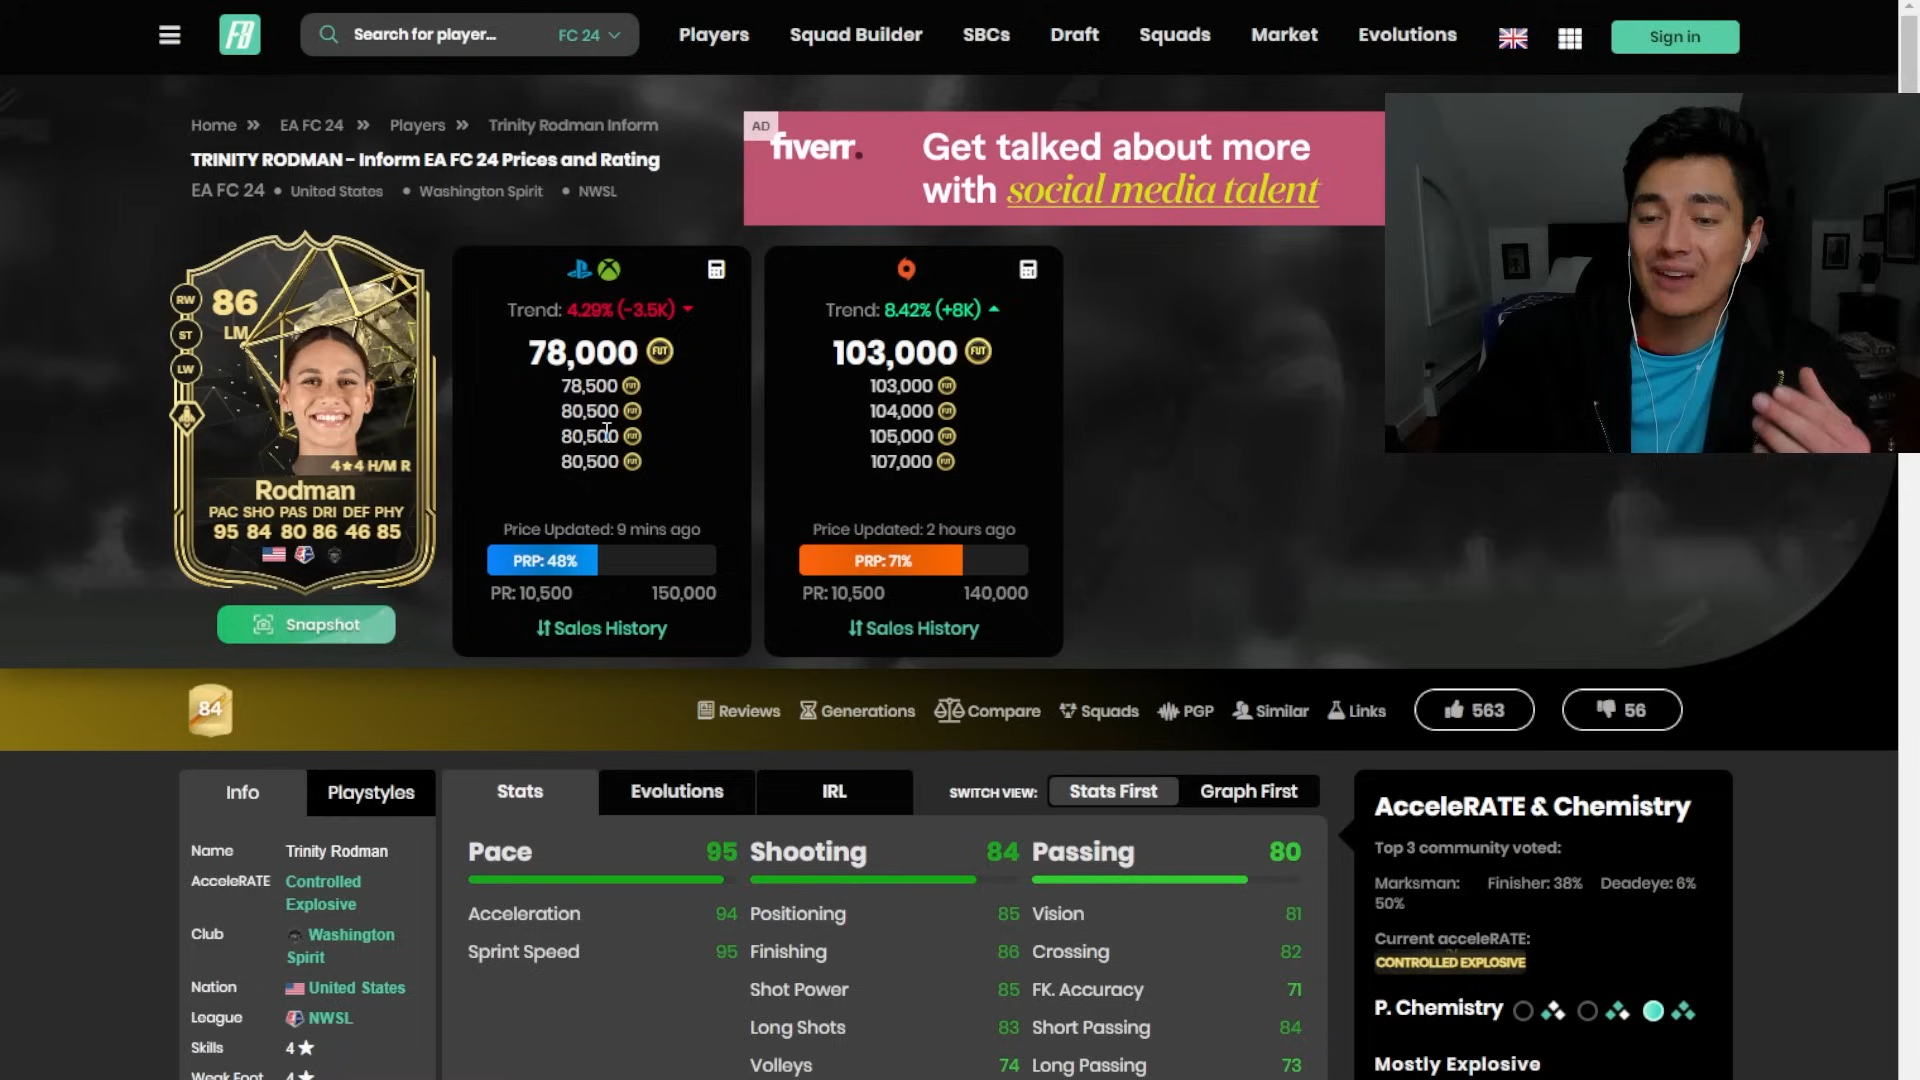 Search for player...
FC 24
Players
Squad Builder
SBCs
Draft
Squads
Market
Evolutions
Sign in
Home » EA FC 24 » Players » Trinity Rodman Inform
TRINITY RODMAN - Inform EA FC 24 Prices and Rating
EA FC 24 • United States • Washington Spirit • NWSL
AD
fiverr.
Get talked about more
with social media talent
RW
ST
LW
86
LM
4★4 H/M R
Rodman
PAC SHO PAS DRI DEF PHY
95 84 80 86 46 85
Snapshot
Trend: 4.29% (-3.5K)
78,000
78,500
80,500
80,500
80,500
Price Updated: 9 mins ago
PRP: 48%
PR: 10,500 150,000
Sales History
Trend: 8.42% (+8K)
103,000
103,000
104,000
105,000
107,000
Price Updated: 2 hours ago
PRP: 71%
PR: 10,500 140,000
Sales History
84
Reviews
Generations
Compare
Squads
PGP
Similar
Links
563
56
Info
Playstyles
Name Trinity Rodman
AcceleRATE Controlled
Explosive
Club Washington
Spirit
Nation United States
League NWSL
Skills 4★
Weak Foot 4★
Stats
Evolutions
IRL
SWITCH VIEW:
Stats First
Graph First
Pace 95
Acceleration 94
Sprint Speed 95
Shooting 84
Positioning 85
Finishing 86
Shot Power 85
Long Shots 83
Volleys 74
Passing 80
Vision 81
Crossing 82
FK. Accuracy 71
Short Passing 84
Long Passing 73
AcceleRATE & Chemistry
Top 3 community voted:
Marksman: Finisher: 38% Deadeye: 6%
50%
Current acceleRATE:
CONTROLLED EXPLOSIVE
P. Chemistry
Mostly Explosive